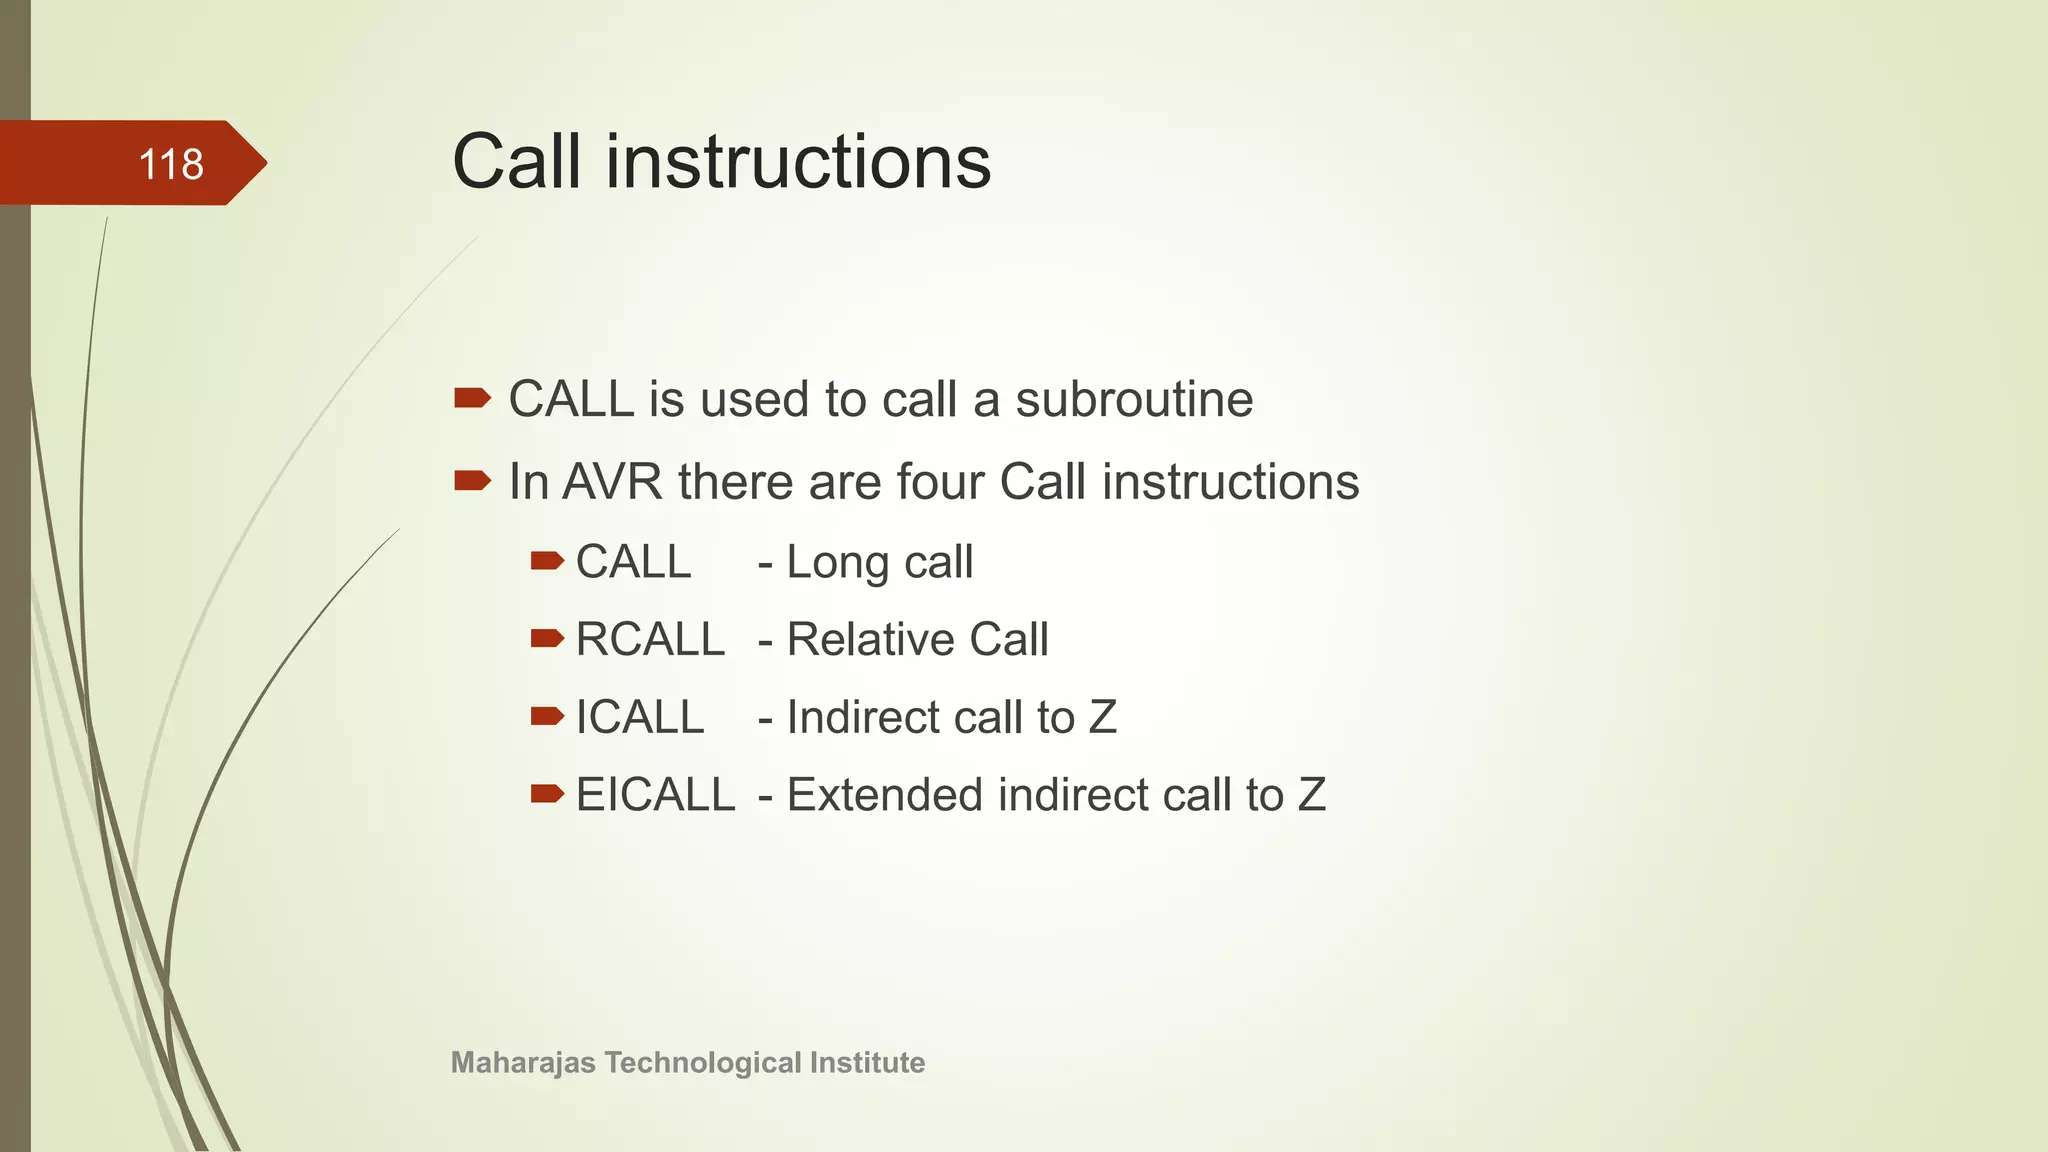 118
Call instructions
CALL is used to call a subroutine
In AVR there are four Call instructions
CALL - Long call
RCALL - Relative Call
ICALL - Indirect call to Z
EICALL - Extended indirect call to Z
Maharajas Technological Institute